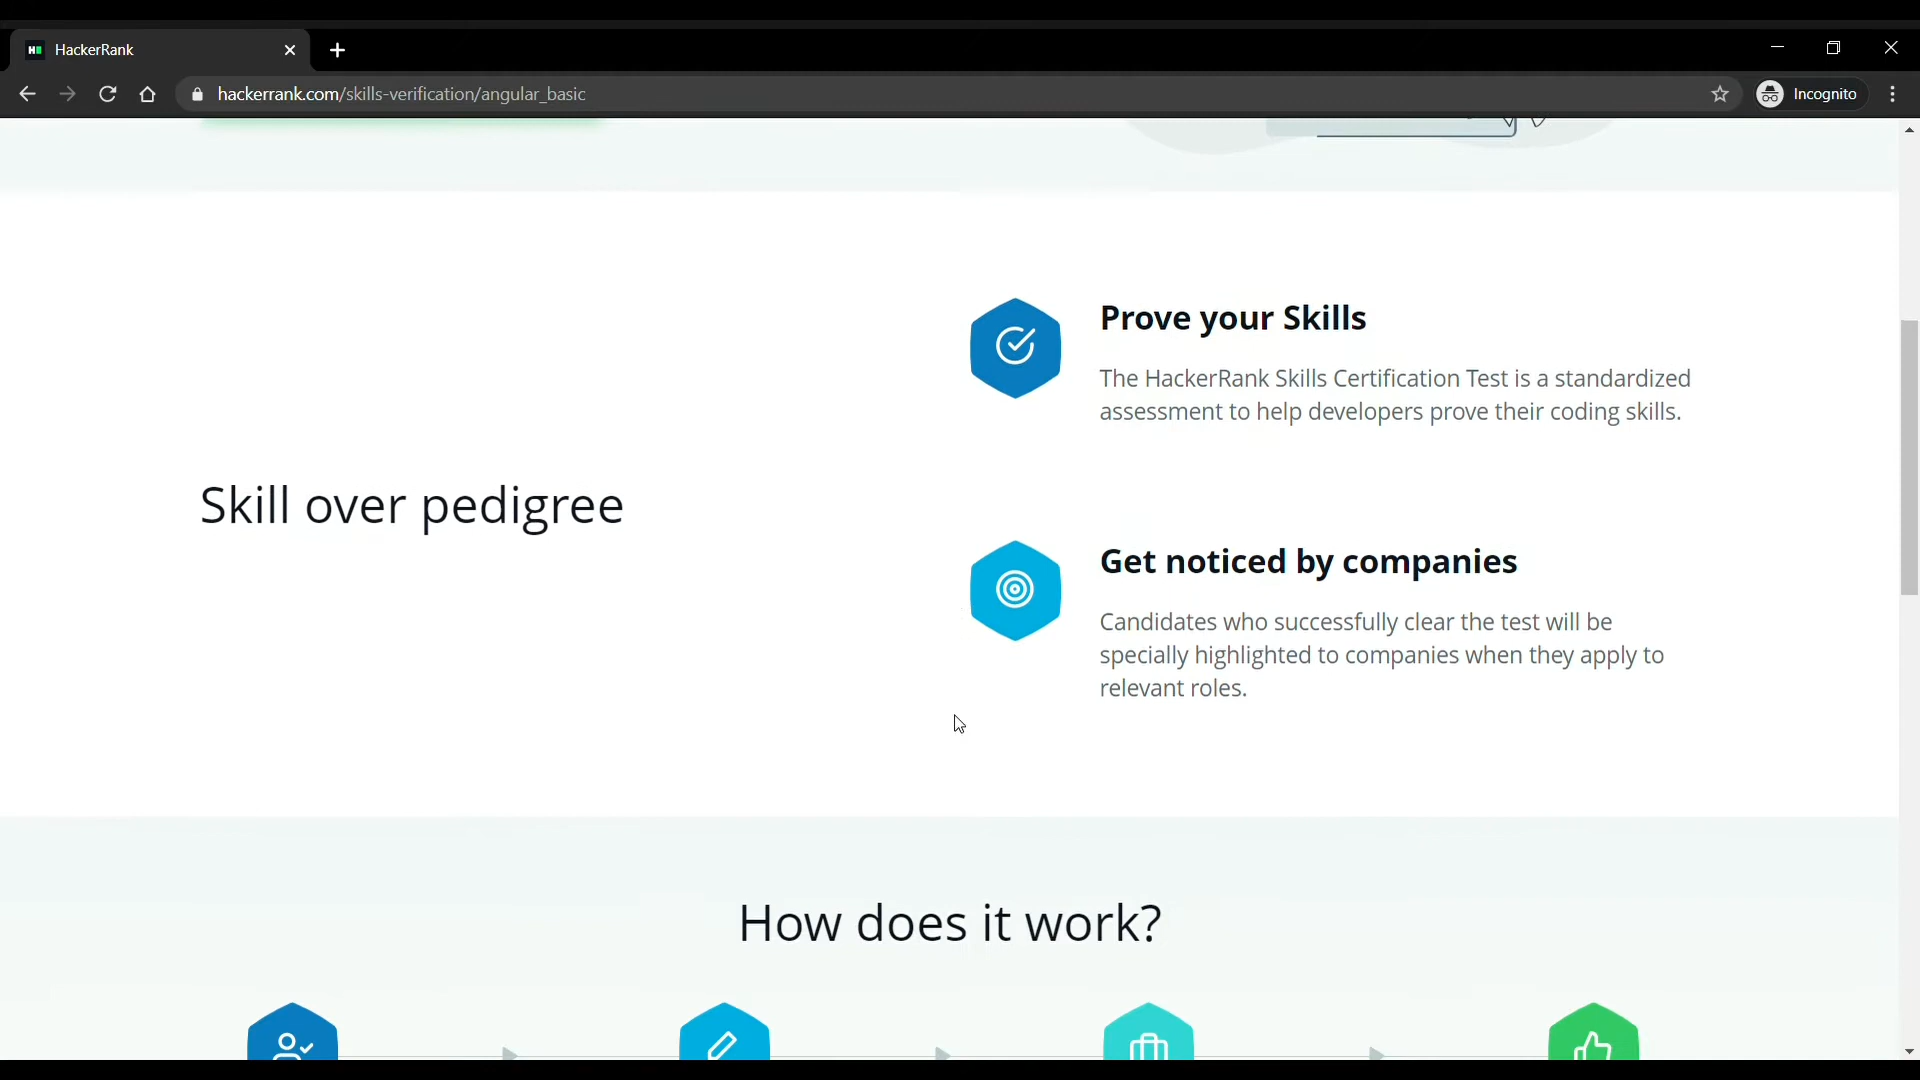 HackerRank
hackerrank.com/skills-verification/angular_basic
Incognito
Prove your Skills
The HackerRank Skills Certification Test is a standardized
assessment to help developers prove their coding skills.
Skill over pedigree
Get noticed by companies
Candidates who successfully clear the test will be
specially highlighted to companies when they apply to
relevant roles.
How does it work?